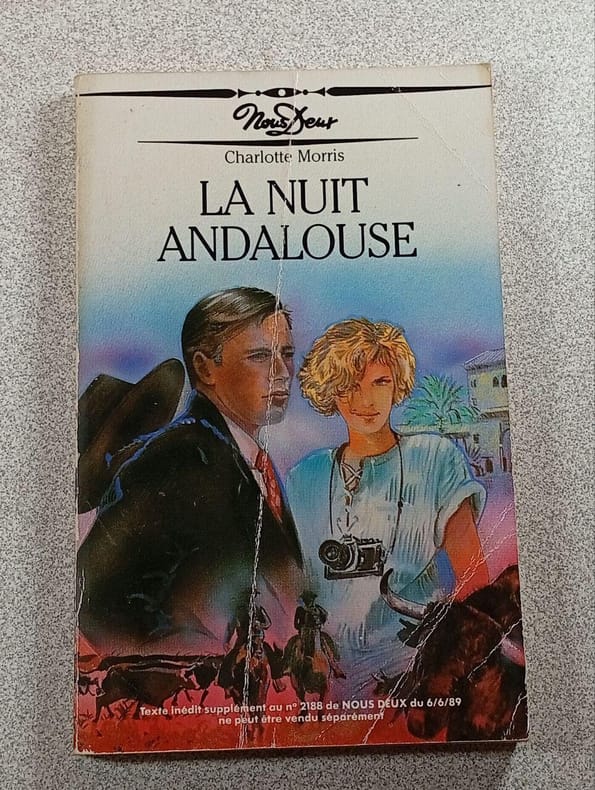 Nous Deux
Charlotte Morris
LA NUIT
ANDALOUSE
Texte inédit supplément au n° 2188 de NOUS DEUX du 6/6/89
ne peut être vendu séparément